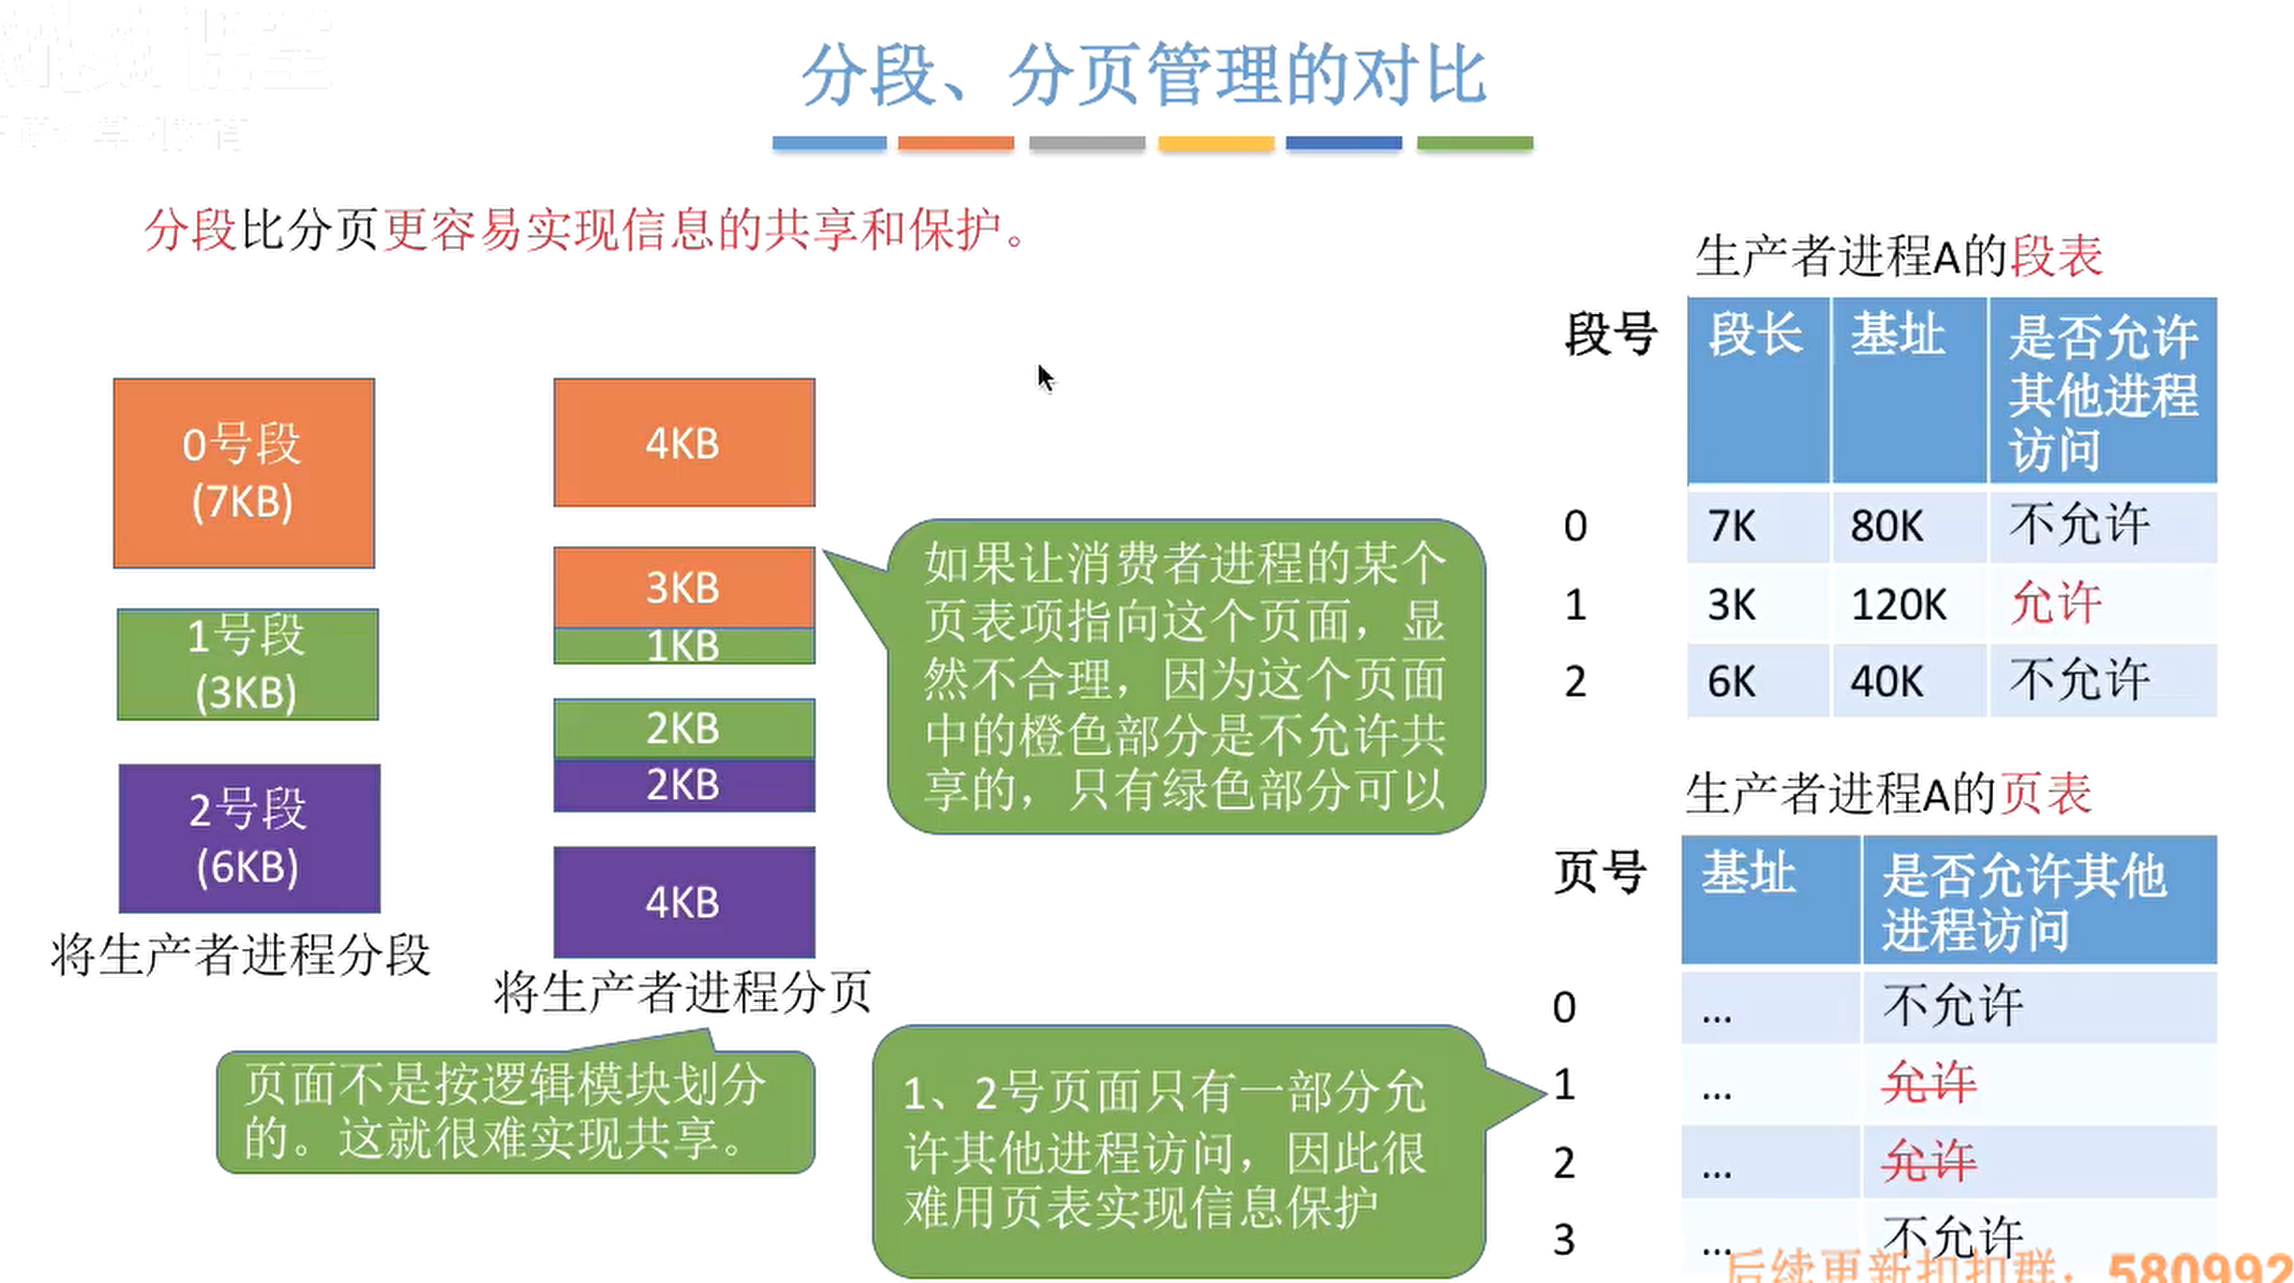 分段、分页管理的对比
分段比分页更容易实现信息的共享和保护。
0号段
(7KB)
1号段
(3KB)
2号段
(6KB)
将生产者进程分段
4KB
3KB
1KB
2KB
2KB
4KB
将生产者进程分页
页面不是按逻辑模块划分
的。这就很难实现共享。
如果让消费者进程的某个
页表项指向这个页面，显
然不合理，因为这个页面
中的橙色部分是不允许共
享的，只有绿色部分可以
1、2号页面只有一部分允
许其他进程访问，因此很
难用页表实现信息保护
生产者进程A的段表
段号 段长 基址 是否允许
其他进程
访问
0 7K 80K 不允许
1 3K 120K 允许
2 6K 40K 不允许
生产者进程A的页表
页号 基址 是否允许其他
进程访问
0 ... 不允许
1 ... 允许
2 ... 允许
3 ... 不允许
后续更新扣扣群：580992